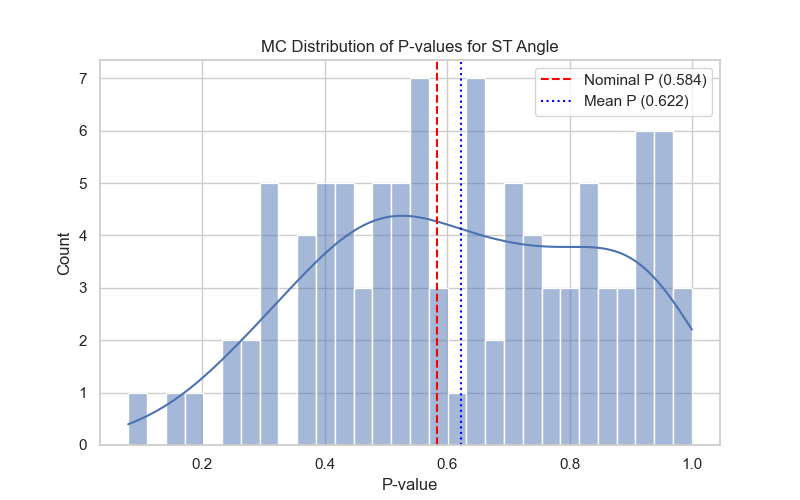 MC Distribution of P-values for ST Angle
Nominal P (0.584)
Mean P (0.622)
7
6
5
4
3
2
1
0
Count
0.2 0.4 0.6 0.8 1.0
P-value